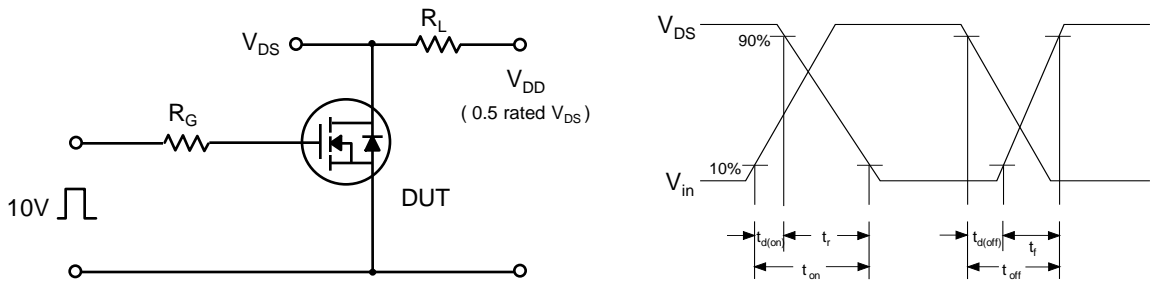 R_L
V_DS
V_DD
( 0.5 rated V_DS )
R_G
10V
DUT
V_DS
90%
10%
V_in
t_d(on)
t_r
t_on
t_d(off)
t_f
t_off